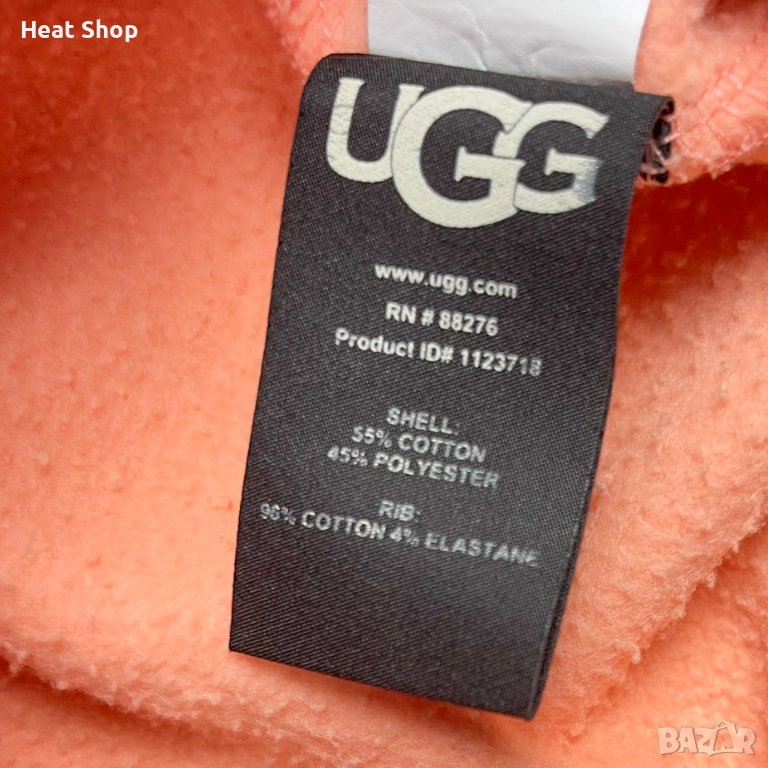 Heat Shop
UGG
www.ugg.com
RN # 88276
Product ID# 1123718
SHELL:
55% COTTON
45% POLYESTER
RIB:
96% COTTON 4% ELASTANE
BAZAR